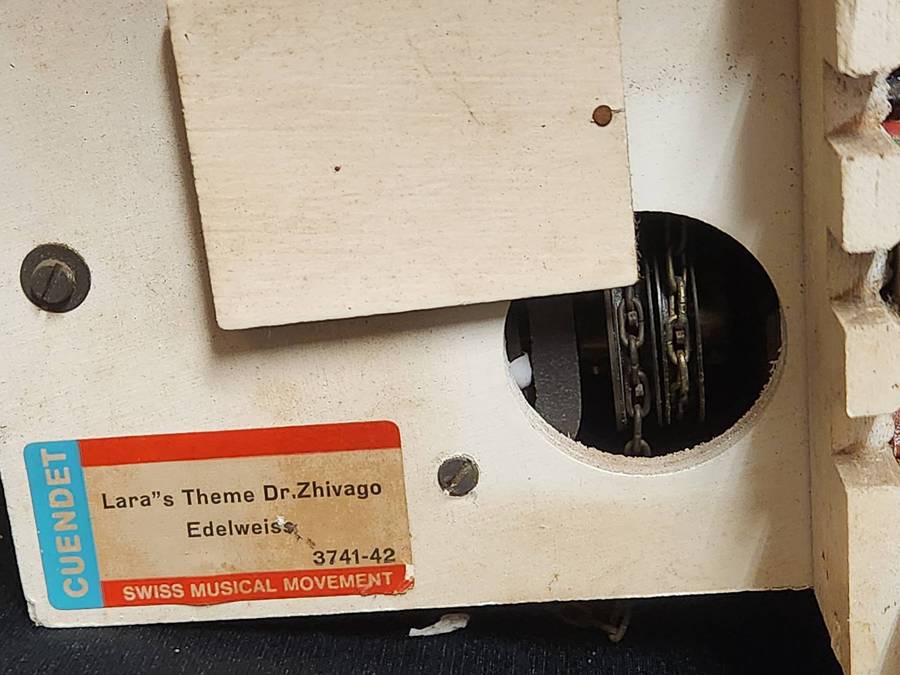 CUENDET
Lara"s Theme Dr.Zhivago
Edelweiss
3741-42
SWISS MUSICAL MOVEMENT